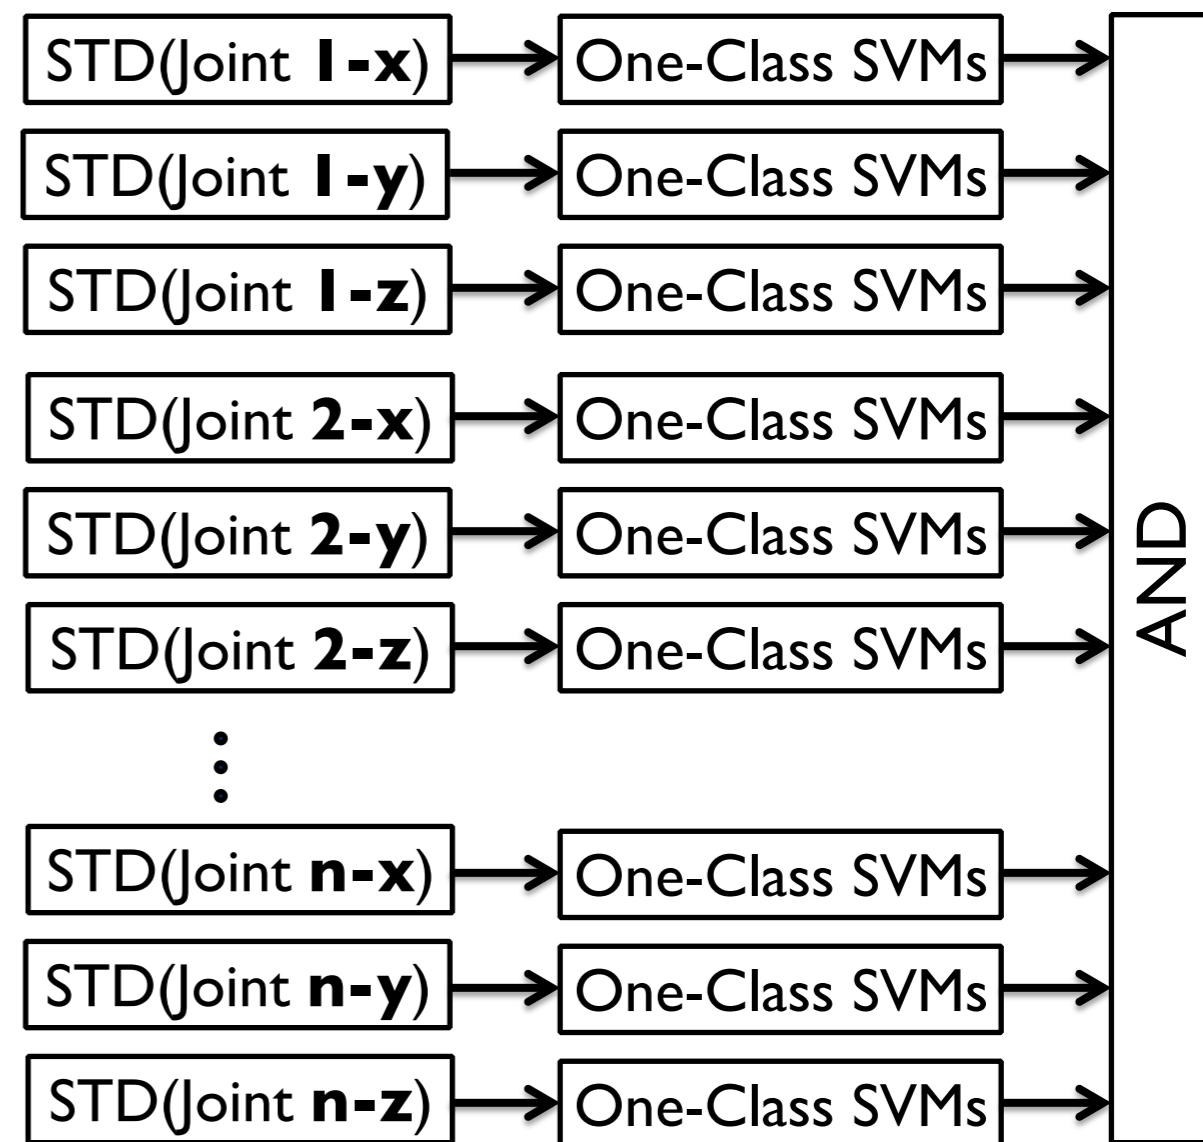 STD(Joint 1-x) One-Class SVMs
STD(Joint 1-y) One-Class SVMs
STD(Joint 1-z) One-Class SVMs
STD(Joint 2-x) One-Class SVMs
STD(Joint 2-y) One-Class SVMs
STD(Joint 2-z) One-Class SVMs
STD(Joint n-x) One-Class SVMs
STD(Joint n-y) One-Class SVMs
STD(Joint n-z) One-Class SVMs
AND